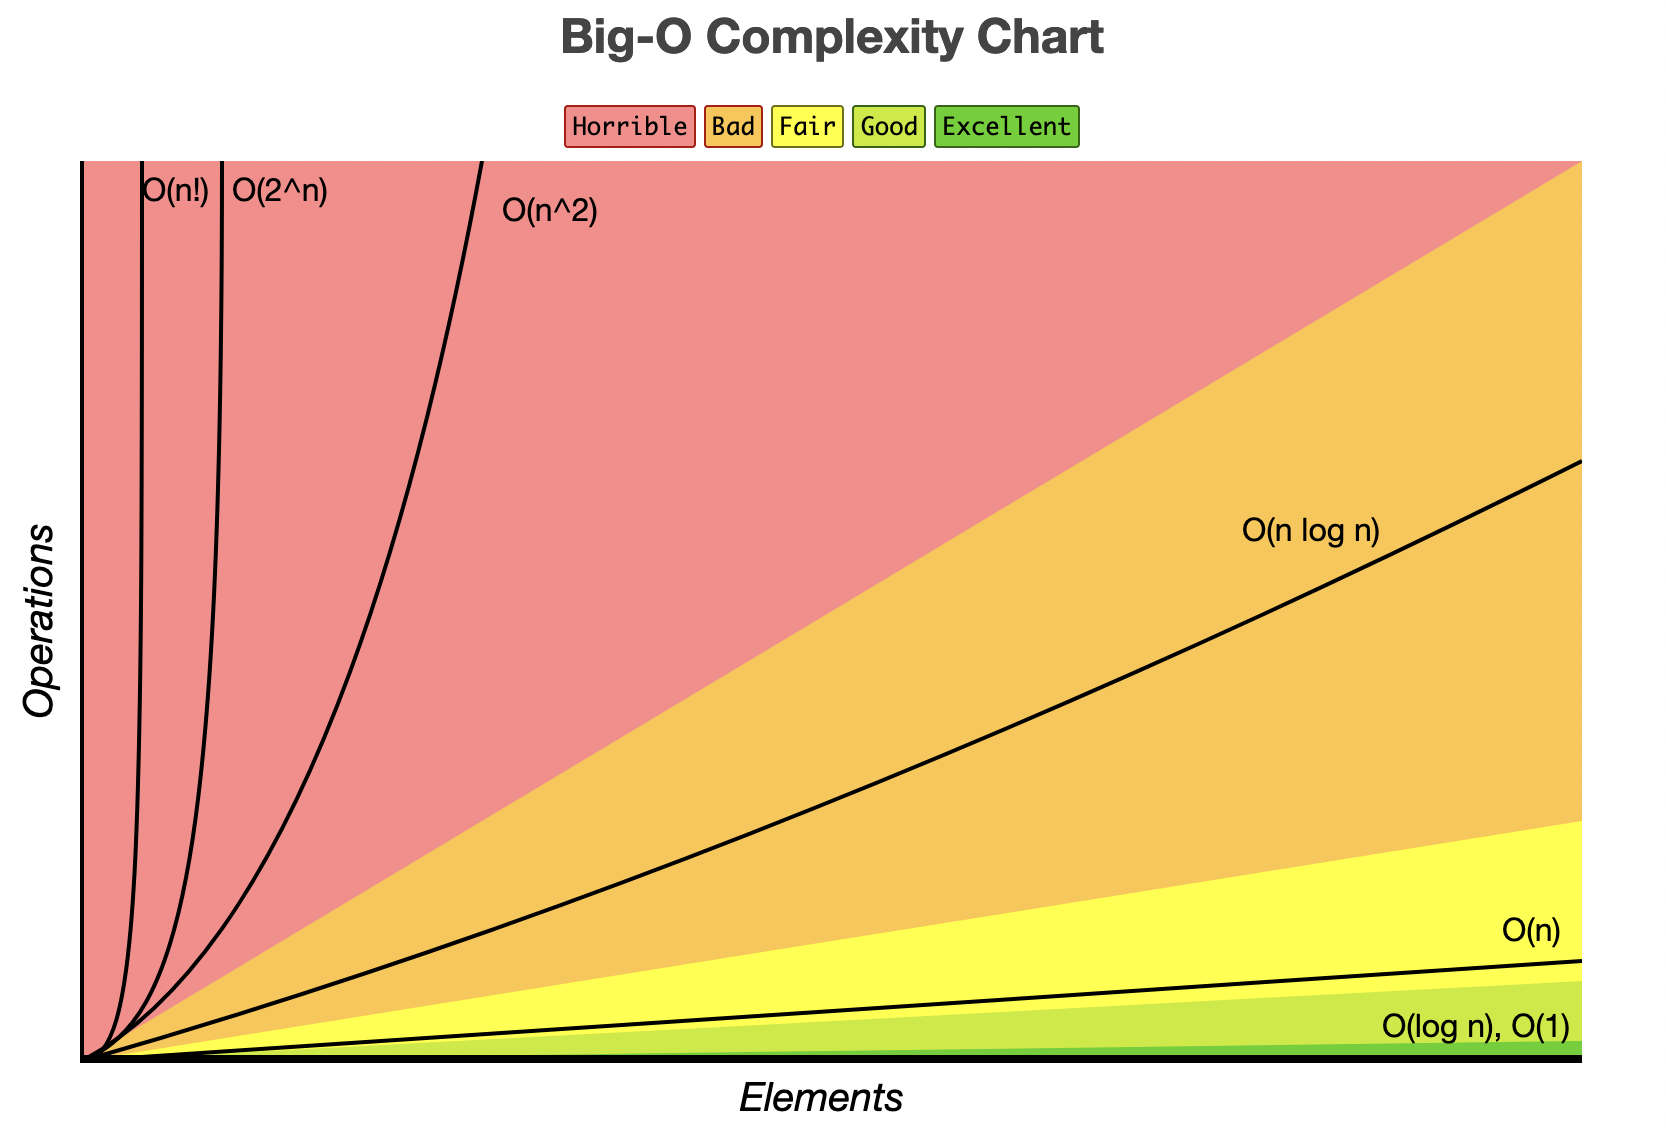 Big-O Complexity Chart
Horrible Bad Fair Good Excellent
O(n!) O(2^n)
O(n^2)
O(n log n)
Operations
O(n)
O(log n), O(1)
Elements